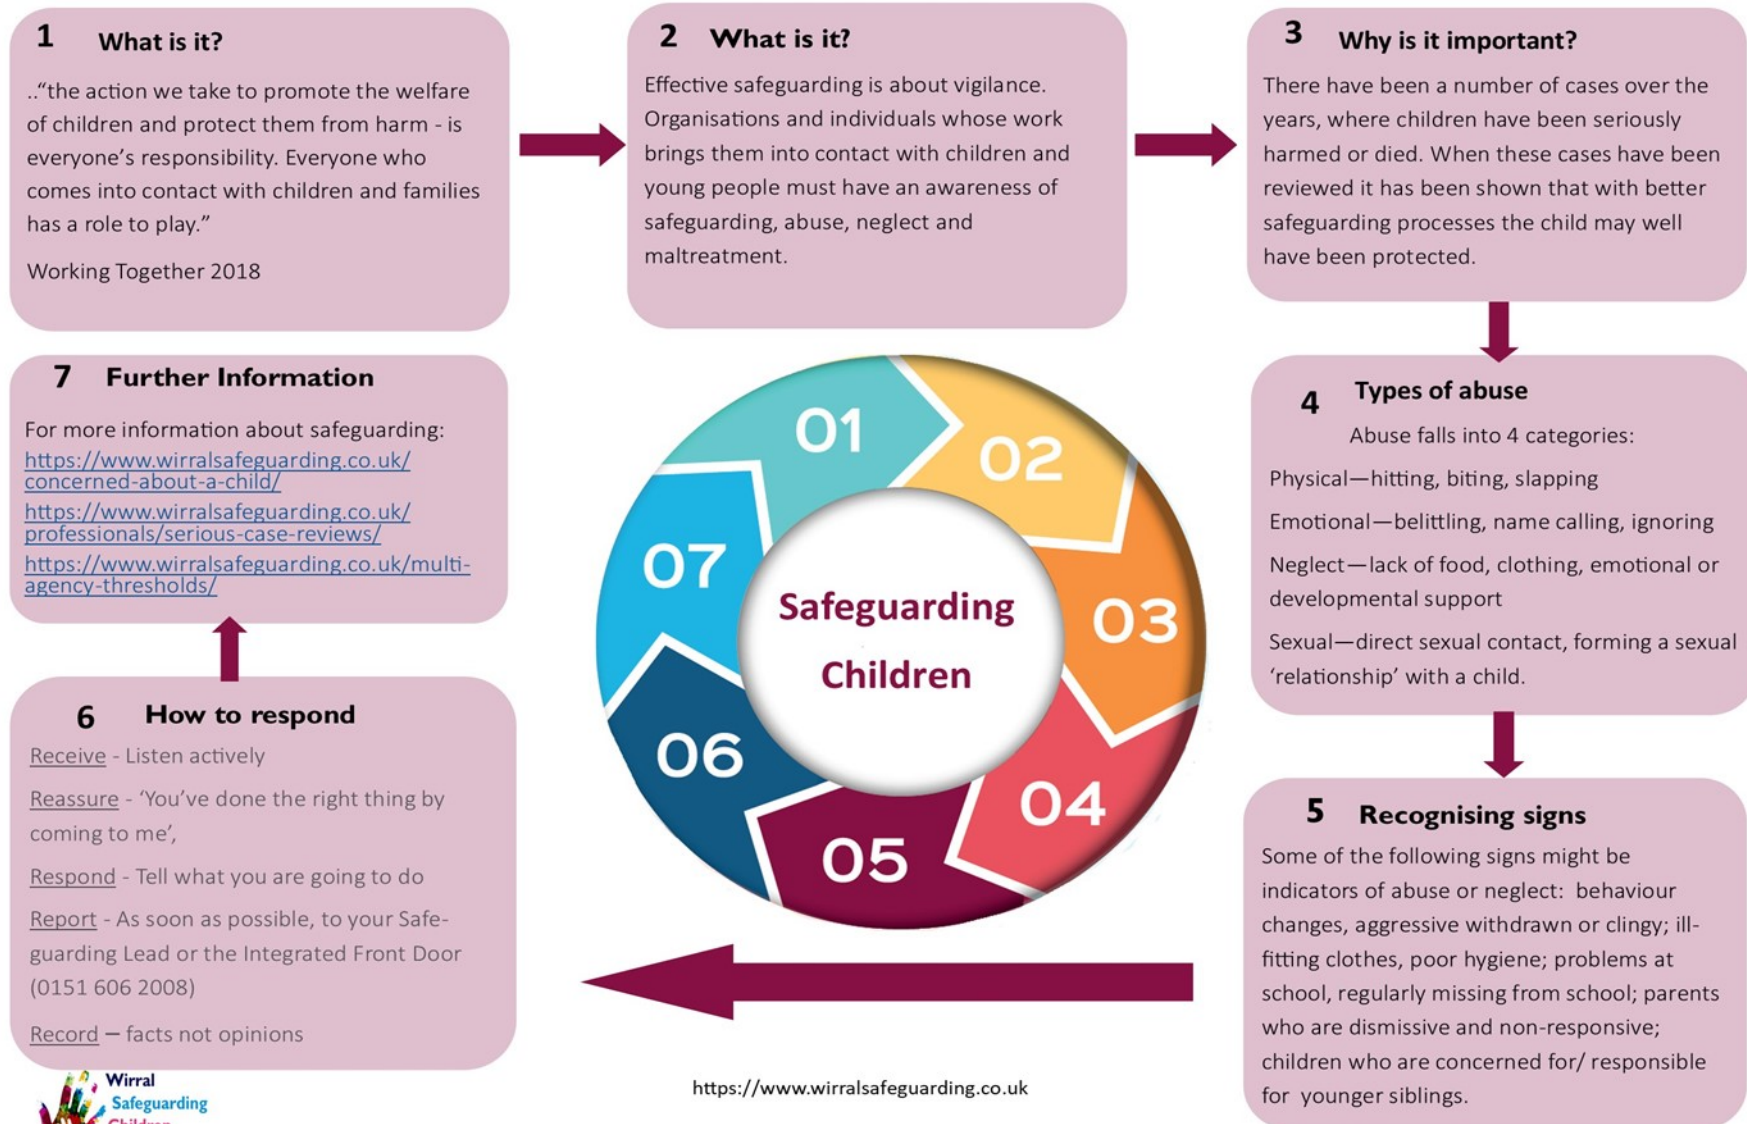 1 What is it?
.."the action we take to promote the welfare
of children and protect them from harm - is
everyone's responsibility. Everyone who
comes into contact with children and families
has a role to play."
Working Together 2018
2 What is it?
Effective safeguarding is about vigilance.
Organisations and individuals whose work
brings them into contact with children and
young people must have an awareness of
safeguarding, abuse, neglect and
maltreatment.
3 Why is it important?
There have been a number of cases over the
years, where children have been seriously
harmed or died. When these cases have been
reviewed it has been shown that with better
safeguarding processes the child may well
have been protected.
4 Types of abuse
Abuse falls into 4 categories:
Physical—hitting, biting, slapping
Emotional—belittling, name calling, ignoring
Neglect—lack of food, clothing, emotional or
developmental support
Sexual—direct sexual contact, forming a sexual
'relationship' with a child.
5 Recognising signs
Some of the following signs might be
indicators of abuse or neglect: behaviour
changes, aggressive withdrawn or clingy; ill-
fitting clothes, poor hygiene; problems at
school, regularly missing from school; parents
who are dismissive and non-responsive;
children who are concerned for/ responsible
for younger siblings.
6 How to respond
Receive - Listen actively
Reassure - 'You've done the right thing by
coming to me',
Respond - Tell what you are going to do
Report - As soon as possible, to your Safe-
guarding Lead or the Integrated Front Door
(0151 606 2008)
Record – facts not opinions
7 Further Information
For more information about safeguarding:
https://www.wirralsafeguarding.co.uk/
concerned-about-a-child/
https://www.wirralsafeguarding.co.uk/
professionals/serious-case-reviews/
https://www.wirralsafeguarding.co.uk/multi-
agency-thresholds/
01
02
03
04
05
06
07
Safeguarding
Children
https://www.wirralsafeguarding.co.uk
Wirral
Safeguarding
Children